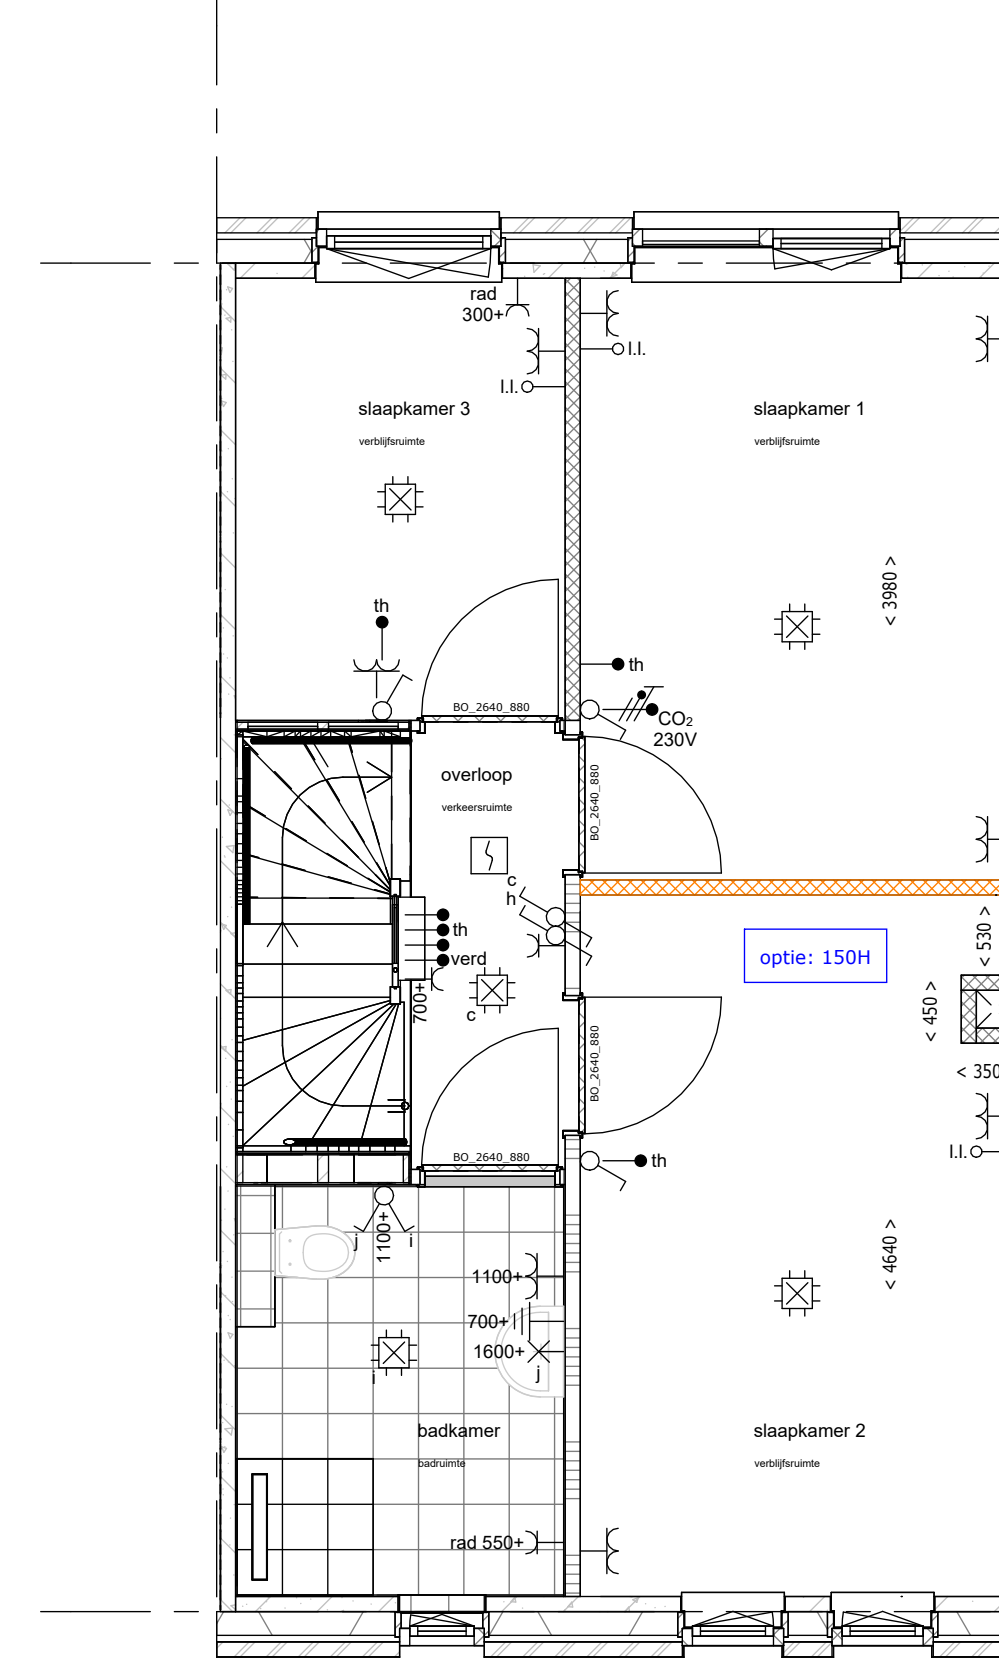 rad
300+
l.l.
l.l.
slaapkamer 3
verblijfsruimte
slaapkamer 1
verblijfsruimte
< 3980 >
th
th
BO_2640_880
CO2
230V
overloop
verkeersruimte
BO_2640_880
c
h
th
verd
700+
c
optie: 150H
< 530 >
< 450 >
< 350
BO_2640_880
l.l.
BO_2640_880
th
j
1100+
i
< 4640 >
1100+
700+
1600+
j
i
badkamer
badruimte
slaapkamer 2
verblijfsruimte
rad 550+